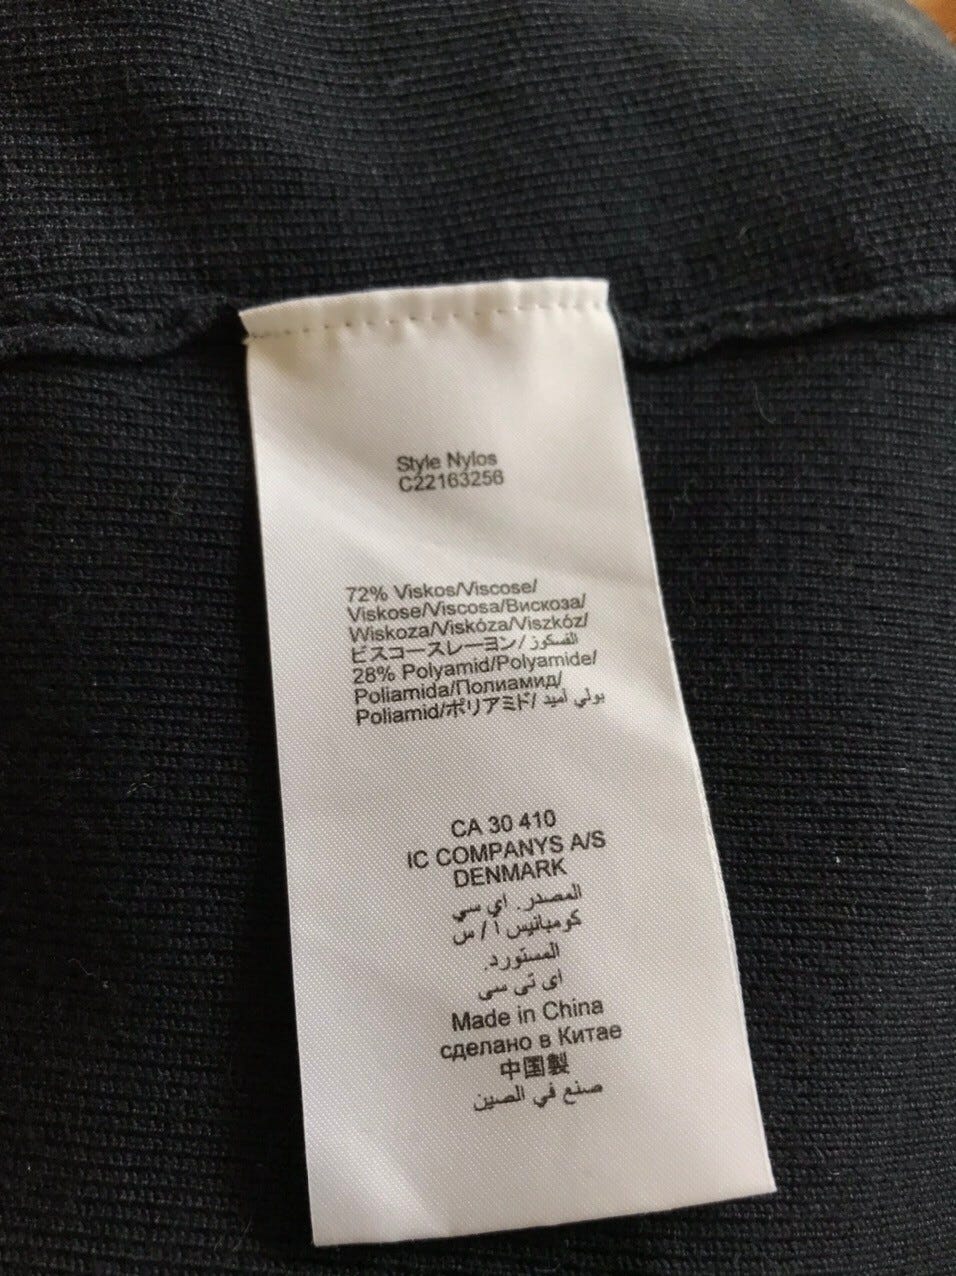 Style Nylos
C22163256
72% Viskos/Viscose/
Viskose/Viscosa/Вискоза/
Wiskoza/Viskóza/Viszkóz/
ビスコースレーヨン/الفسكوز
28% Polyamid/Polyamide/
Poliamida/Полиамид/
Poliamid/ポリアミド/بولي أميد
CA 30 410
IC COMPANYS A/S
DENMARK
المصدر. اي سي
كومبانيس ا / س
المستورد.
اى تى سى
Made in China
сделано в Китае
中国製
صنع في الصين